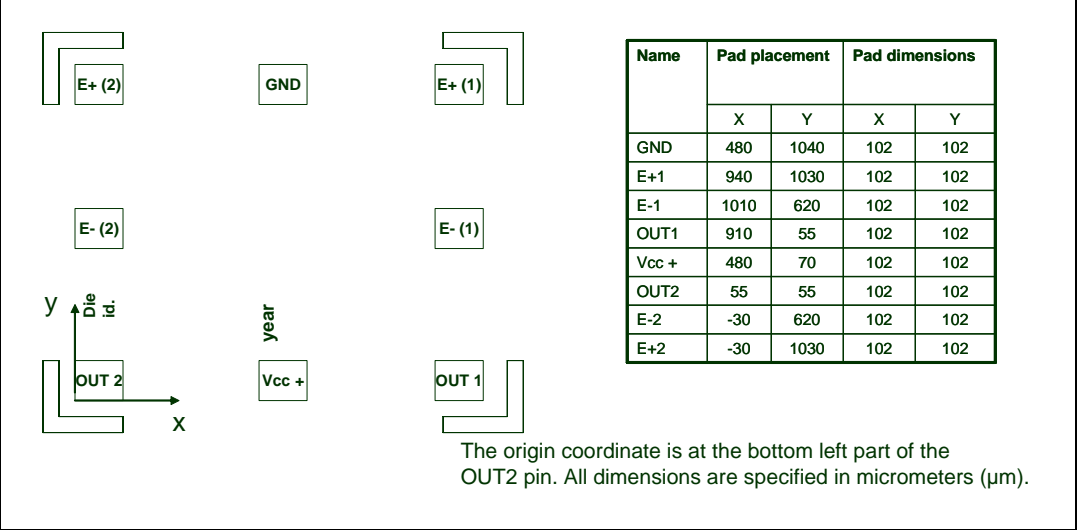 E+ (2)
GND
E+ (1)
E- (2)
E- (1)
y
Die
id.
year
OUT 2
Vcc +
OUT 1
x
Name Pad placement Pad dimensions
X Y X Y
GND 480 1040 102 102
E+1 940 1030 102 102
E-1 1010 620 102 102
OUT1 910 55 102 102
Vcc + 480 70 102 102
OUT2 55 55 102 102
E-2 -30 620 102 102
E+2 -30 1030 102 102
The origin coordinate is at the bottom left part of the
OUT2 pin. All dimensions are specified in micrometers (µm).